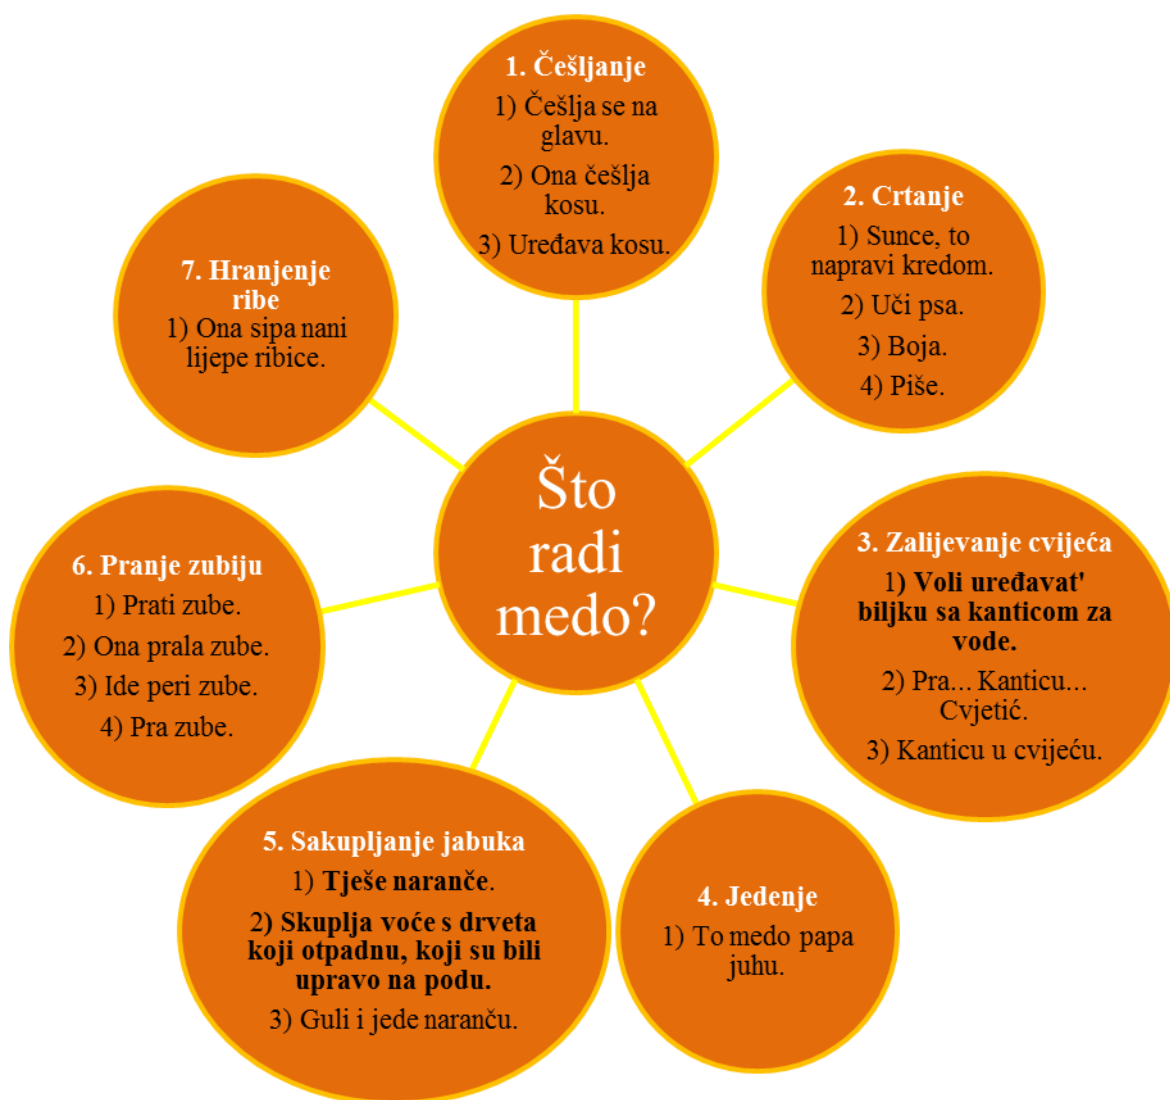 Što
radi
medo?
1. Češljanje
1) Češlja se na
glavu.
2) Ona češlja
kosu.
3) Uređava kosu.
2. Crtanje
1) Sunce, to
napravi kredom.
2) Uči psa.
3) Boja.
4) Piše.
3. Zalijevanje cvijeća
1) Voli uređavat'
biljku sa kanticom za
vode.
2) Pra... Kanticu...
Cvjetić.
3) Kanticu u cvijeću.
4. Jedenje
1) To medo papa
juhu.
5. Sakupljanje jabuka
1) Tješe naranče.
2) Skuplja voće s drveta
koji otpadnu, koji su bili
upravo na podu.
3) Guli i jede naranču.
6. Pranje zubiju
1) Prati zube.
2) Ona prala zube.
3) Ide peri zube.
4) Pra zube.
7. Hranjenje
ribe
1) Ona sipa nani
lijepe ribice.